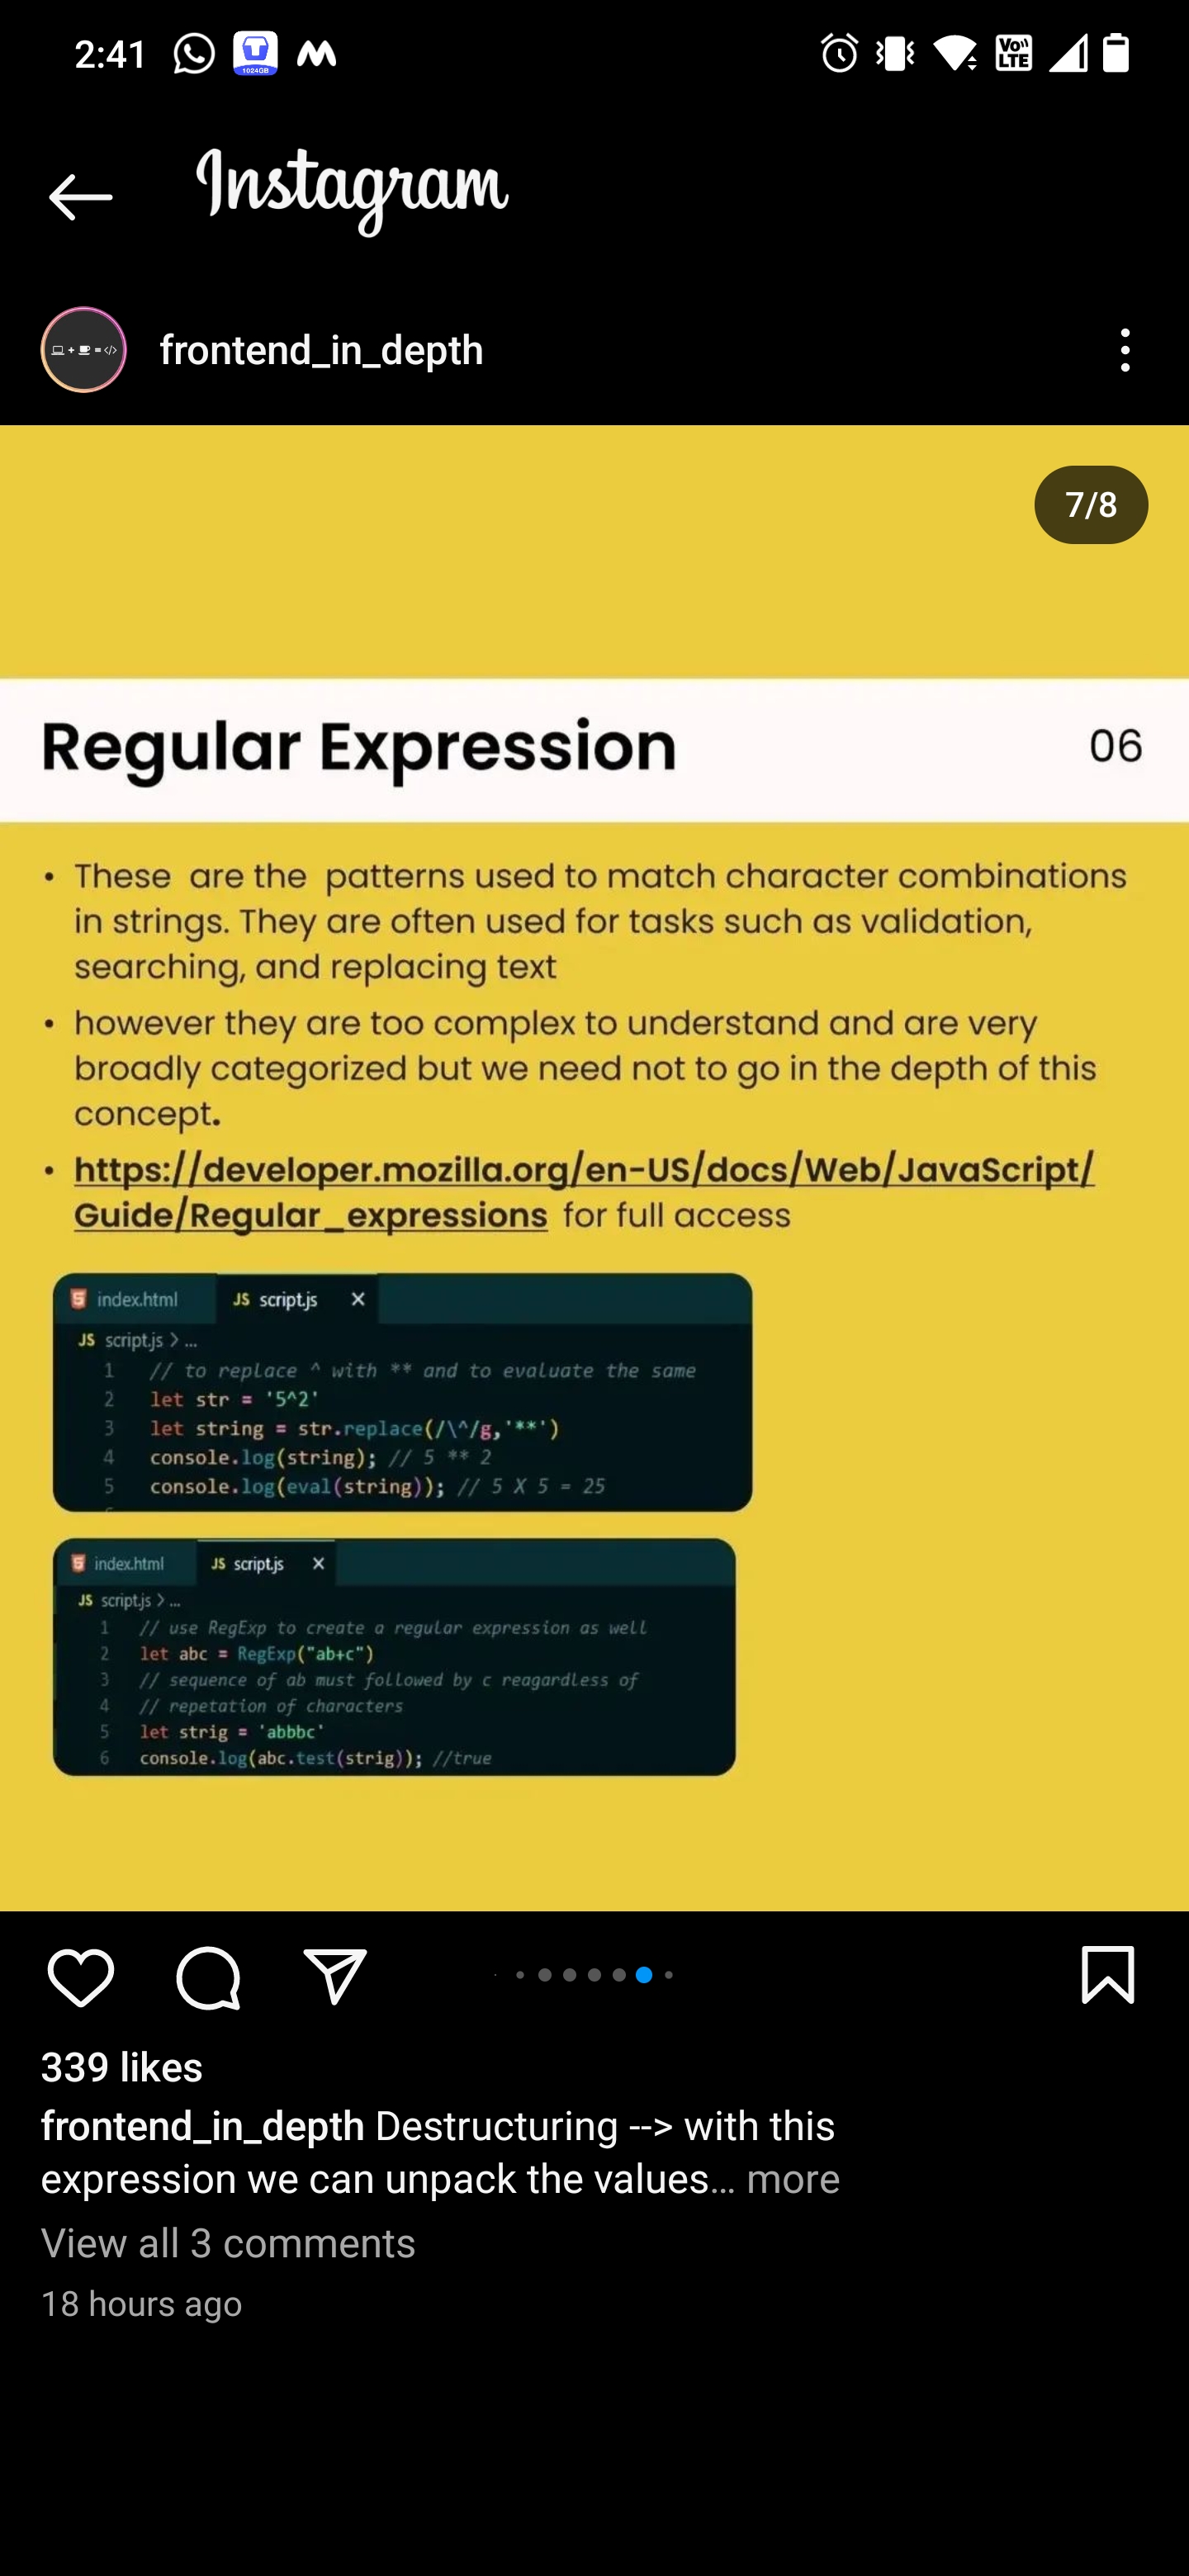 2:41
1024GB
Vo))
LTE
Instagram
frontend_in_depth
7/8
Regular Expression
06
• These are the patterns used to match character combinations
in strings. They are often used for tasks such as validation,
searching, and replacing text
• however they are too complex to understand and are very
broadly categorized but we need not to go in the depth of this
concept.
• https://developer.mozilla.org/en-US/docs/Web/JavaScript/
Guide/Regular_expressions for full access
index.html JS script.js ×
JS script.js > ...
1 // to replace ^ with ** and to evaluate the same
2 let str = '5^2'
3 let string = str.replace(/\^/g,'**')
4 console.log(string); // 5 ** 2
5 console.log(eval(string)); // 5 X 5 = 25
index.html JS script.js ×
JS script.js > ...
1 // use RegExp to create a regular expression as well
2 let abc = RegExp("ab+c")
3 // sequence of ab must followed by c reagardless of
4 // repetation of characters
5 let strig = 'abbbc'
6 console.log(abc.test(strig)); //true
339 likes
frontend_in_depth Destructuring --> with this
expression we can unpack the values... more
View all 3 comments
18 hours ago